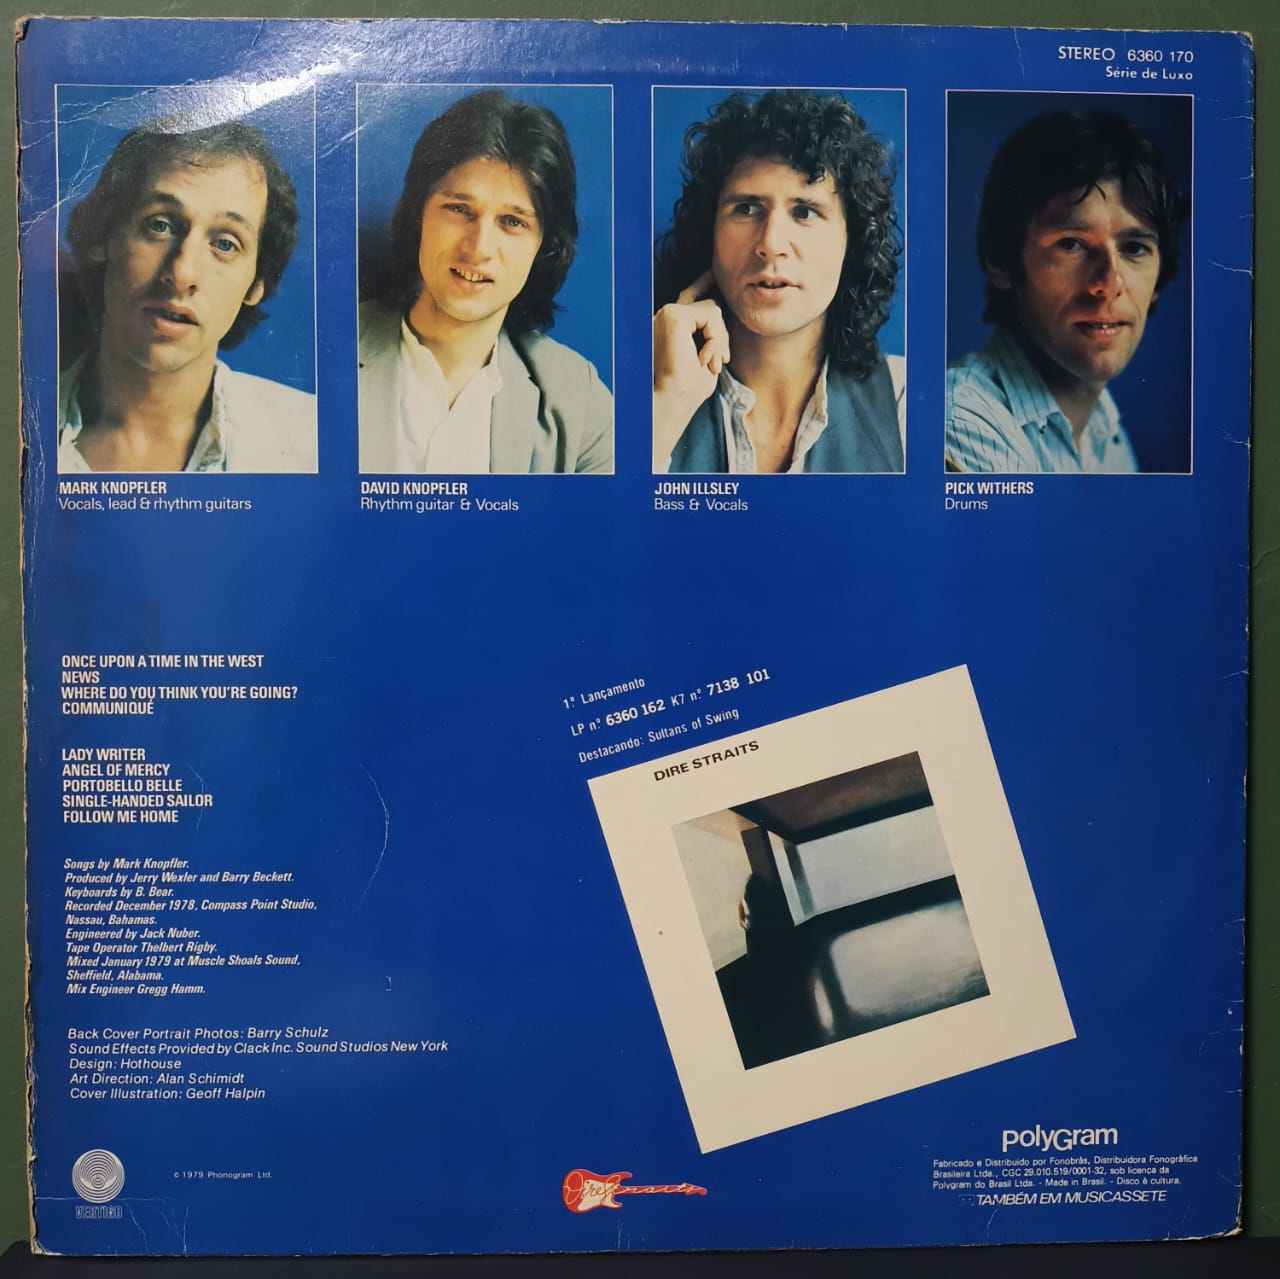 STEREO 6360 170
Série de Luxo
MARK KNOPFLER
Vocals, lead & rhythm guitars
DAVID KNOPFLER
Rhythm guitar & Vocals
JOHN ILLSLEY
Bass & Vocals
PICK WITHERS
Drums
ONCE UPON A TIME IN THE WEST
NEWS
WHERE DO YOU THINK YOU'RE GOING?
COMMUNIQUÉ
LADY WRITER
ANGEL OF MERCY
PORTOBELLO BELLE
SINGLE-HANDED SAILOR
FOLLOW ME HOME
Songs by Mark Knopfler.
Produced by Jerry Wexler and Barry Beckett.
Keyboards by B. Bear.
Recorded December 1978, Compass Point Studio,
Nassau, Bahamas.
Engineered by Jack Nuber.
Tape Operator Thelbert Rigby.
Mixed January 1979 at Muscle Shoals Sound,
Sheffield, Alabama.
Mix Engineer Gregg Hamm.
Back Cover Portrait Photos: Barry Schulz
Sound Effects Provided by Clack Inc. Sound Studios New York
Design: Hothouse
Art Direction: Alan Schimidt
Cover Illustration: Geoff Halpin
1º Lançamento
LP nº 6360 162 K7 nº 7138 101
Destacando: Sultans of Swing
DIRE STRAITS
VERTIGO
© 1979 Phonogram Ltd.
Dire Straits
PolyGram
Fabricado e Distribuido por Fonobrás, Distribuidora Fonográfica
Brasileira Ltda., CGC 29.010.519/0001-32, sob licença da
Polygram do Brasil Ltda. - Made in Brasil. - Disco é cultura.
TAMBÉM EM MUSICASSETE